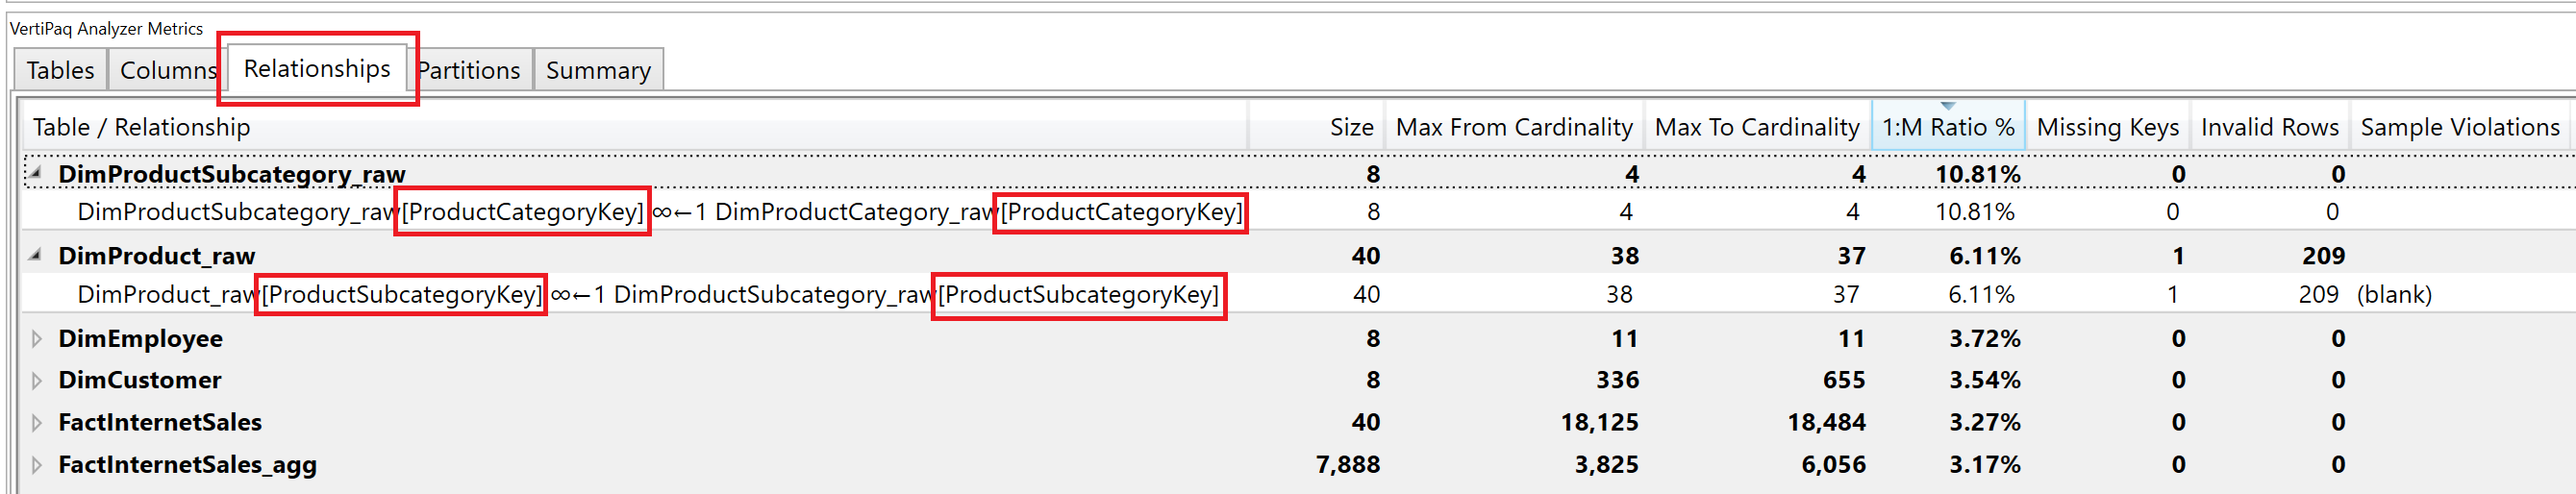 VertiPaq Analyzer Metrics
Tables Columns Relationships Partitions Summary
Table / Relationship Size Max From Cardinality Max To Cardinality 1:M Ratio % Missing Keys Invalid Rows Sample Violations
DimProductSubcategory_raw 8 4 4 10.81% 0 0
DimProductSubcategory_raw[ProductCategoryKey] ∞←1 DimProductCategory_raw[ProductCategoryKey] 8 4 4 10.81% 0 0
DimProduct_raw 40 38 37 6.11% 1 209
DimProduct_raw[ProductSubcategoryKey] ∞←1 DimProductSubcategory_raw[ProductSubcategoryKey] 40 38 37 6.11% 1 209 (blank)
DimEmployee 8 11 11 3.72% 0 0
DimCustomer 8 336 655 3.54% 0 0
FactInternetSales 40 18,125 18,484 3.27% 0 0
FactInternetSales_agg 7,888 3,825 6,056 3.17% 0 0